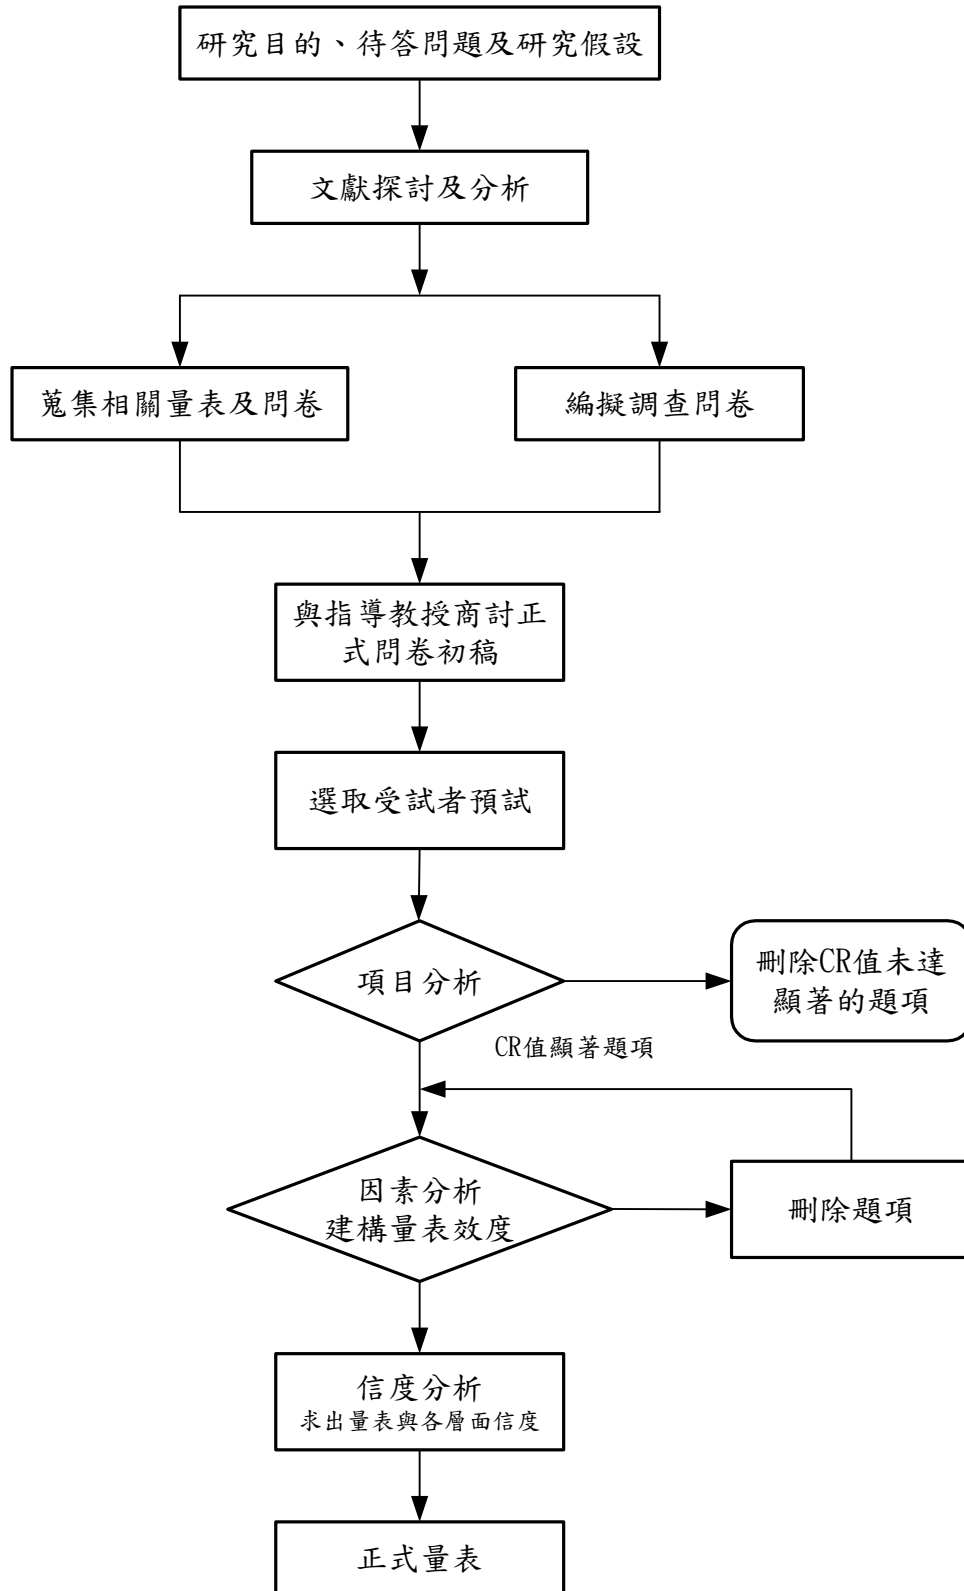 研究目的、待答問題及研究假設
文獻探討及分析
蒐集相關量表及問卷
編擬調查問卷
與指導教授商討正
式問卷初稿
選取受試者預試
項目分析
刪除CR值未達
顯著的題項
CR值顯著題項
因素分析
建構量表效度
刪除題項
信度分析
求出量表與各層面信度
正式量表